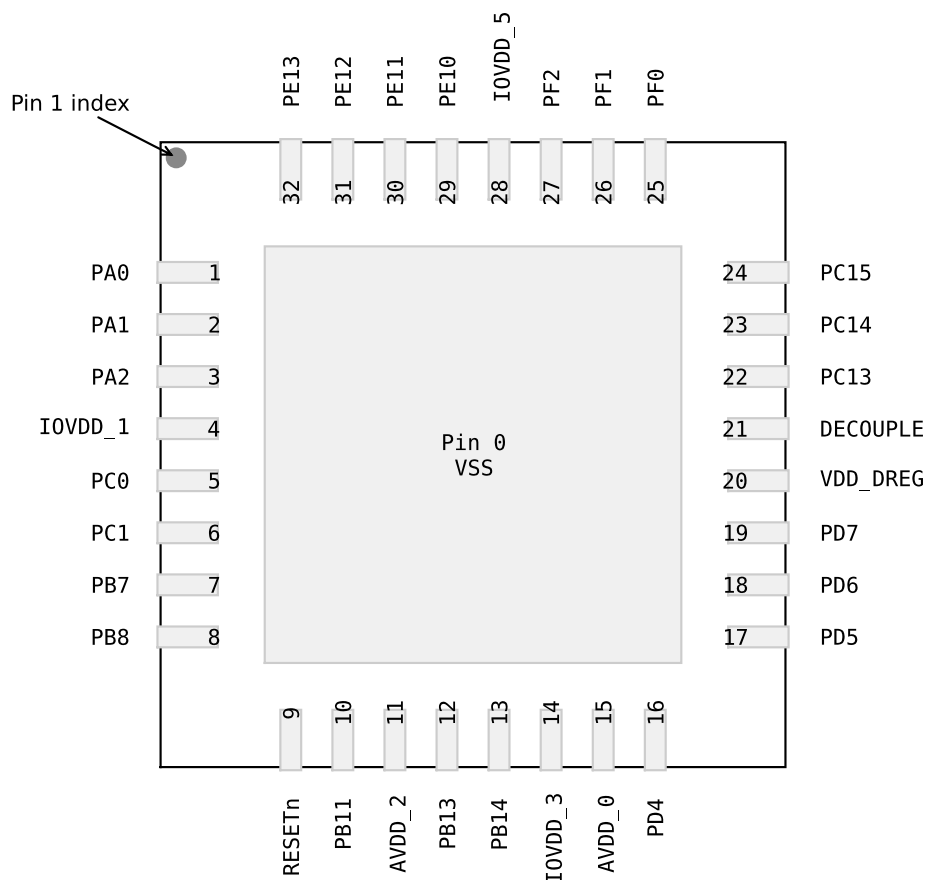 PE13
PE12
PE11
PE10
IOVDD_5
PF2
PF1
PF0
Pin 1 index
32
31
30
29
28
27
26
25
PA0 1
24 PC15
PA1 2
23 PC14
PA2 3
22 PC13
IOVDD_1 4
21 DECOUPLE
PC0 5
20 VDD_DREG
PC1 6
19 PD7
PB7 7
18 PD6
PB8 8
17 PD5
Pin 0
VSS
9
10
11
12
13
14
15
16
RESETn
PB11
AVDD_2
PB13
PB14
IOVDD_3
AVDD_0
PD4